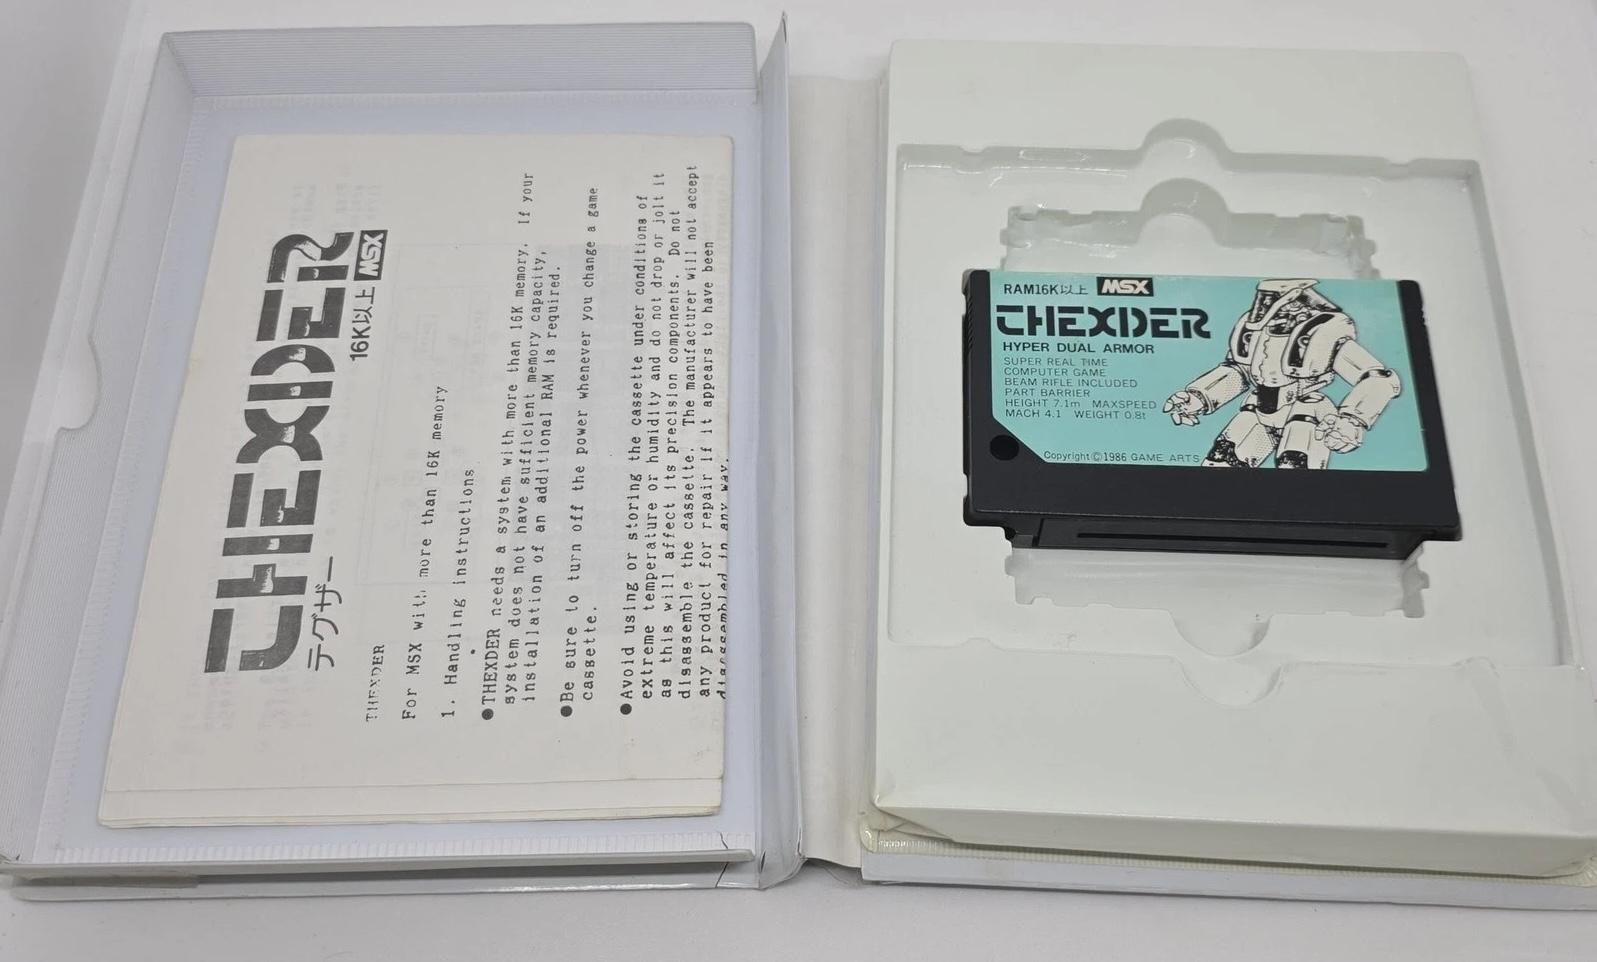 THEXDER
テグザー
16K以上 MSX
THEXDER
For MSX with more than 16K memory
1. Handling instructions
●THEXDER needs a system with more than 16K memory. If your
system does not have sufficient memory capacity,
installation of an additional RAM is required.
●Be sure to turn off the power whenever you change a game
cassette.
●Avoid using or storing the cassette under conditions of
extreme temperature or humidity and do not drop or jolt it
as this will affect its precision components. Do not
disassemble the cassette. The manufacturer will not accept
any product for repair if it appears to have been
disassembled in any way.
RAM16K以上 MSX
THEXDER
HYPER DUAL ARMOR
SUPER REAL TIME
COMPUTER GAME
BEAM RIFLE INCLUDED
PART BARRIER
HEIGHT 7.1m MAXSPEED
MACH 4.1 WEIGHT 0.8t
Copyright ©1986 GAME ARTS